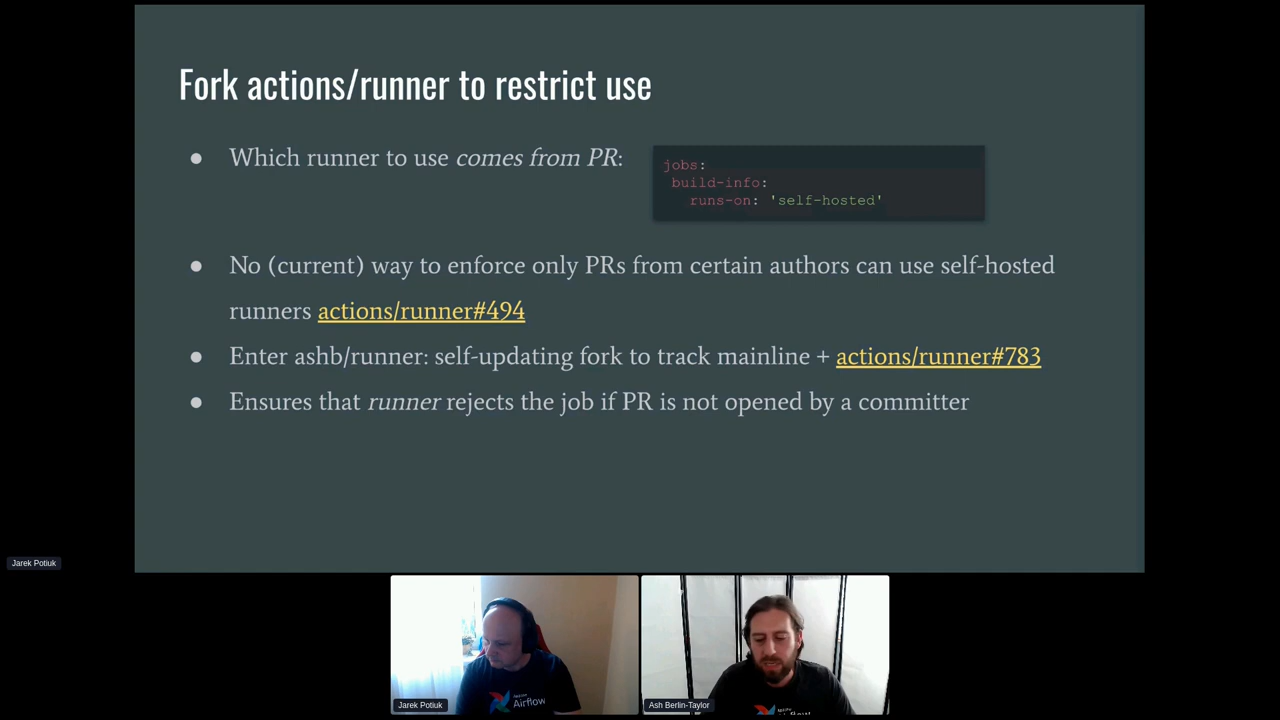 Fork actions/runner to restrict use
● Which runner to use comes from PR:
jobs:
build-info:
runs-on: 'self-hosted'
● No (current) way to enforce only PRs from certain authors can use self-hosted
runners actions/runner#494
● Enter ashb/runner: self-updating fork to track mainline + actions/runner#783
● Ensures that runner rejects the job if PR is not opened by a committer
Jarek Potiuk
Airflow
Jarek Potiuk
Ash Berlin-Taylor